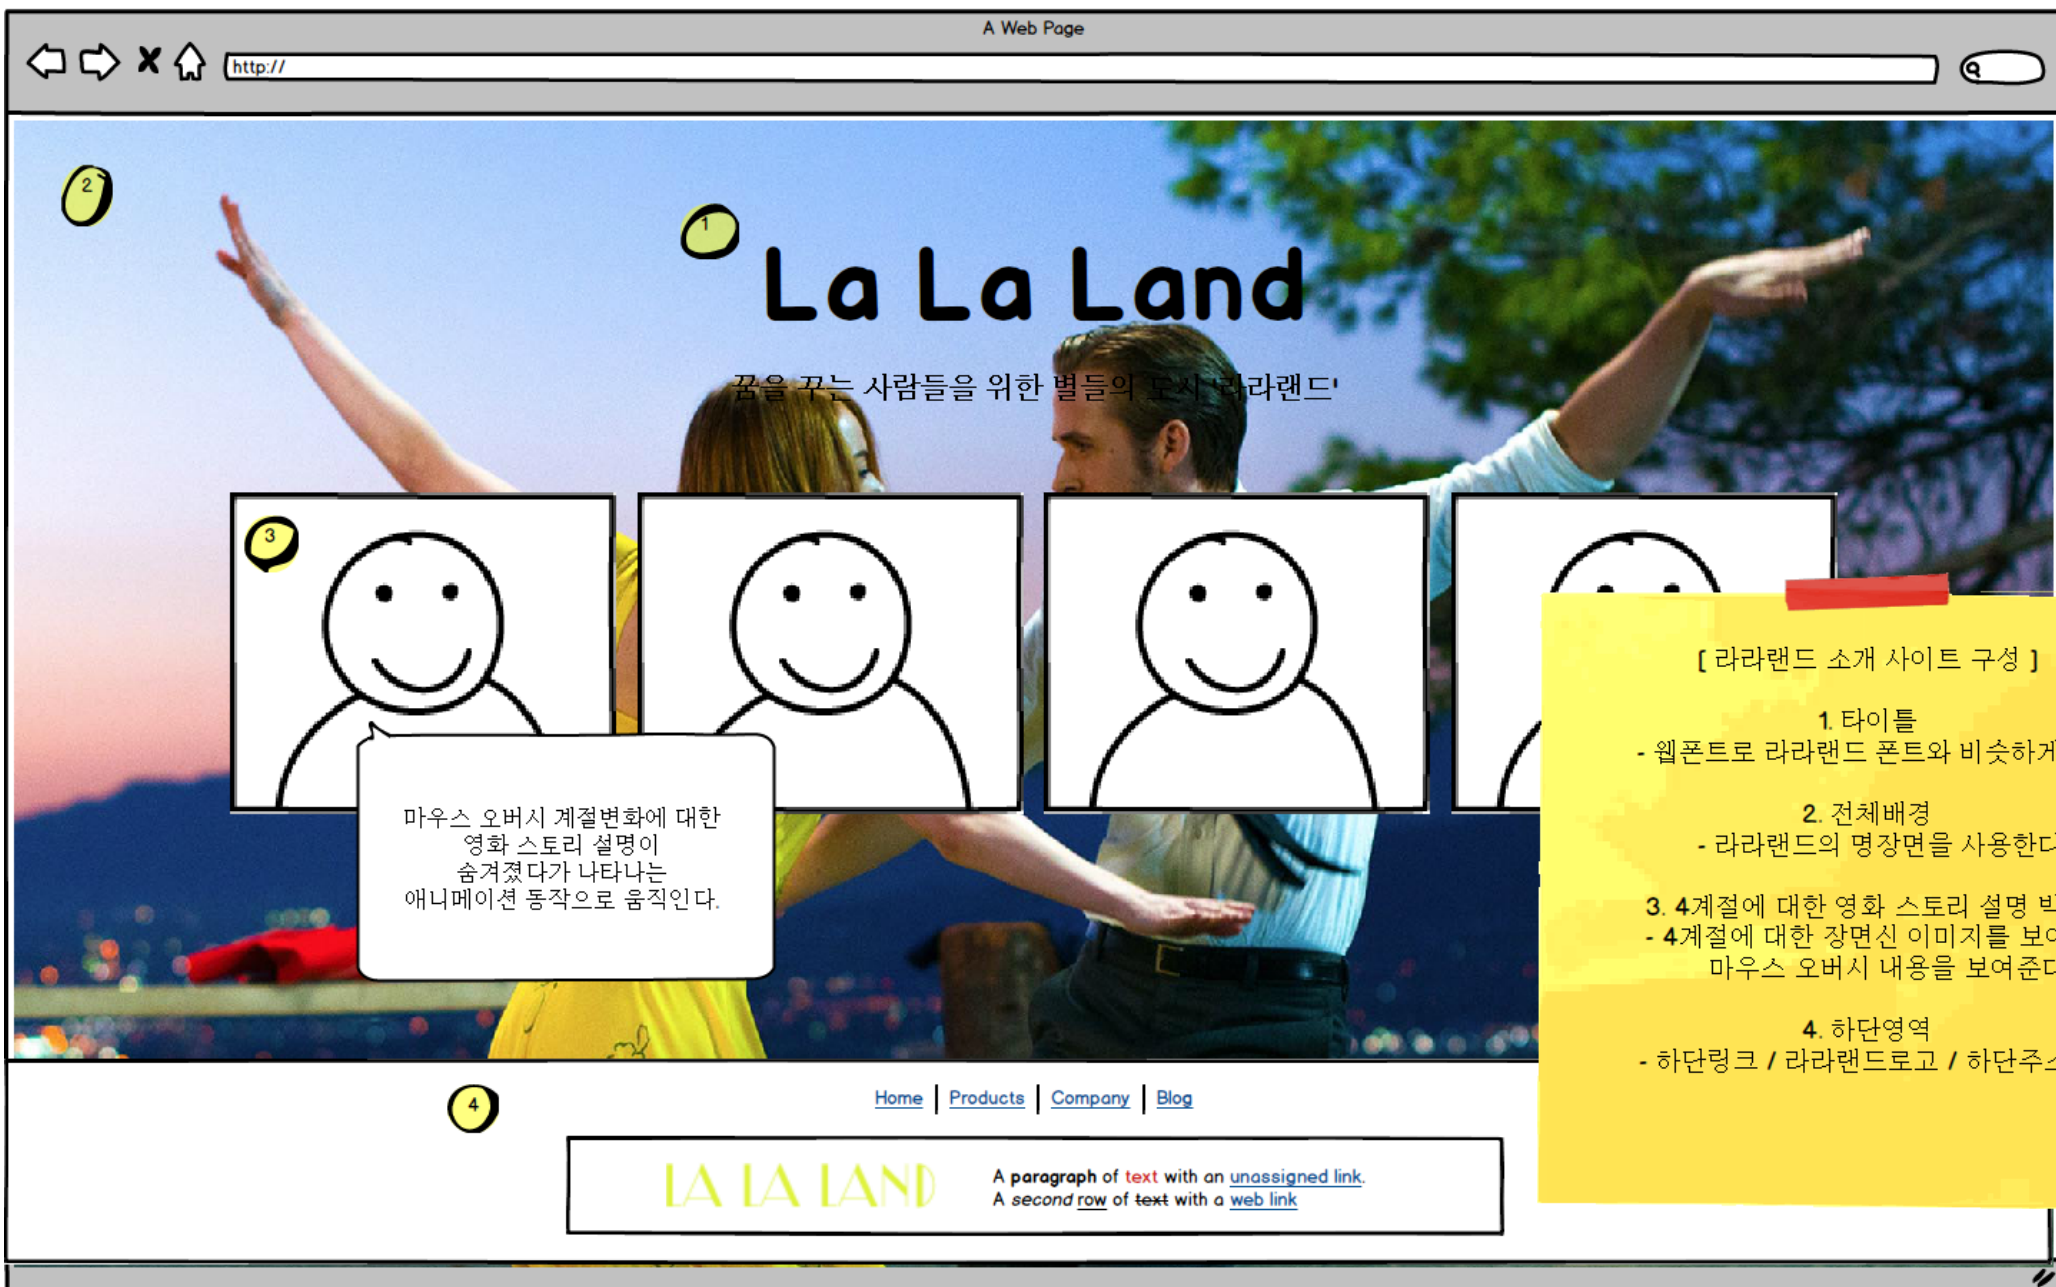 A Web Page
http://
2
1
La La Land
꿈을 꾸는 사람들을 위한 별들의 도시 '라라랜드'
3
마우스 오버시 계절변화에 대한
영화 스토리 설명이
숨겨졌다가 나타나는
애니메이션 동작으로 움직인다.
[ 라라랜드 소개 사이트 구성 ]
1. 타이틀
- 웹폰트로 라라랜드 폰트와 비슷하게
2. 전체배경
- 라라랜드의 명장면을 사용한다
3. 4계절에 대한 영화 스토리 설명
- 4계절에 대한 장면신 이미지를
마우스 오버시 내용을 보여준다
4. 하단영역
- 하단링크 / 라라랜드로고 /
4
Home | Products | Company | Blog
LA LA LAND
A paragraph of text with an unassigned link.
A second row of text with a web link